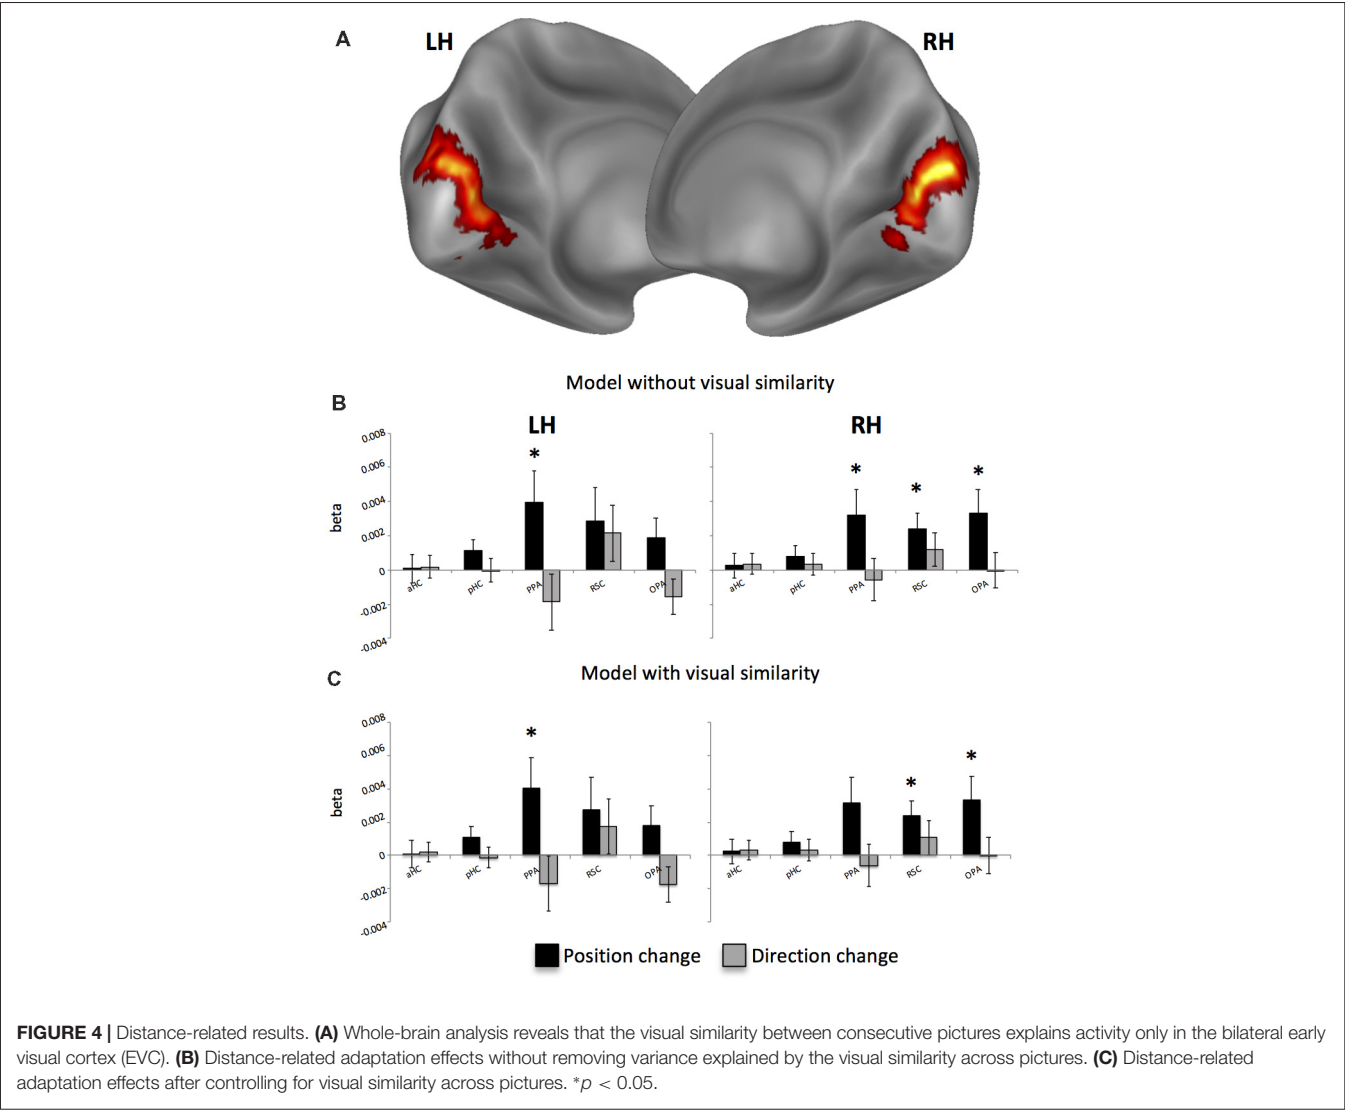 A
LH
RH
Model without visual similarity
B
LH
RH
0.008
0.006
0.004
0.002
0
-0.002
-0.004
beta
*
*
*
*
aHC
pHC
PPA
RSC
OPA
aHC
pHC
PPA
RSC
OPA
Model with visual similarity
C
0.008
0.006
0.004
0.002
0
-0.002
-0.004
beta
*
*
*
aHC
pHC
PPA
RSC
OPA
aHC
pHC
PPA
RSC
OPA
Position change
Direction change
FIGURE 4 | Distance-related results. (A) Whole-brain analysis reveals that the visual similarity between consecutive pictures explains activity only in the bilateral early
visual cortex (EVC). (B) Distance-related adaptation effects without removing variance explained by the visual similarity across pictures. (C) Distance-related
adaptation effects after controlling for visual similarity across pictures. *p < 0.05.